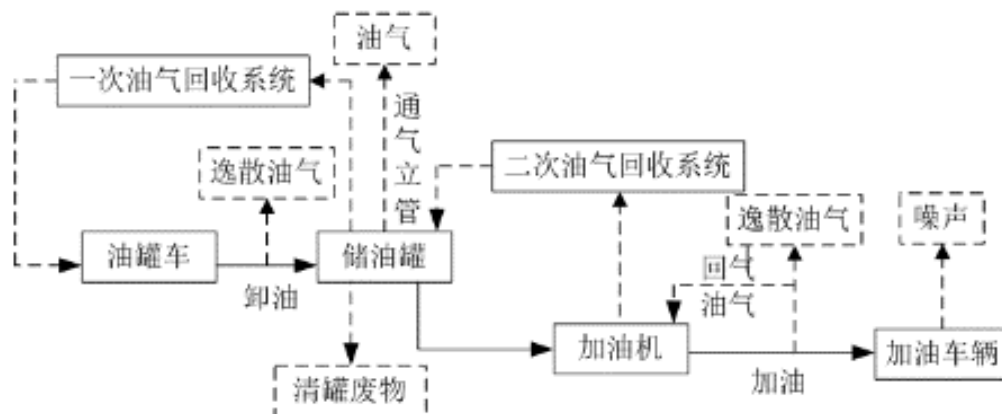 油气
一次油气回收系统
通气立管
逸散油气
二次油气回收系统
逸散油气
噪声
油罐车
卸油
储油罐
回气
油气
加油机
加油
加油车辆
清罐废物